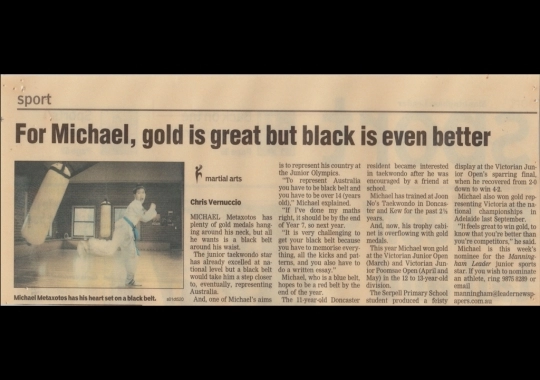 sport
For Michael, gold is great but black is even better
Michael Metaxotos has his heart set on a black belt.
martial arts
Chris Vernuccio
MICHAEL Metaxotos has
plenty of gold medals hang-
ing around his neck, but all
he wants is a black belt
around his waist.
The junior taekwondo star
has already excelled at na-
tional level but a black belt
would take him a step closer
to, eventually, representing
Australia.
And, one of Michael's aims
is to represent his country at
the Junior Olympics.
"To represent Australia
you have to be black belt and
you have to be over 14 (years
old)," Michael explained.
"If I've done my maths
right, it should be by the end
of Year 7, so next year.
"It is very challenging to
get your black belt because
you have to memorise every-
thing, all the kicks and pat-
terns, and you also have to
do a written essay."
Michael, who is a blue belt,
hopes to be a red belt by the
end of the year.
The 11-year-old Doncaster
resident became interested
in taekwondo after he was
encouraged by a friend at
school.
Michael has trained at Joon
No's Taekwondo in Doncas-
ter and Kew for the past 2½
years.
And, now, his trophy cabi-
net is overflowing with gold
medals.
This year Michael won gold
at the Victorian Junior Open
(March) and Victorian Jun-
ior Poomsae Open (April and
May) in the 12 to 13-year-old
division.
The Serpell Primary School
student produced a feisty
display at the Victorian Jun-
ior Open's sparring final,
when he recovered from 2-0
down to win 4-2.
Michael also won gold rep-
resenting Victoria at the na-
tional championships in
Adelaide last September.
"It feels great to win gold, to
know that you're better than
you're competitors," he said.
Michael is this week's
nominee for the Manning-
ham Leader junior sports
star. If you wish to nominate
an athlete, ring 9875 8289 or
email
manningham@leadernewsp-
apers.com.au